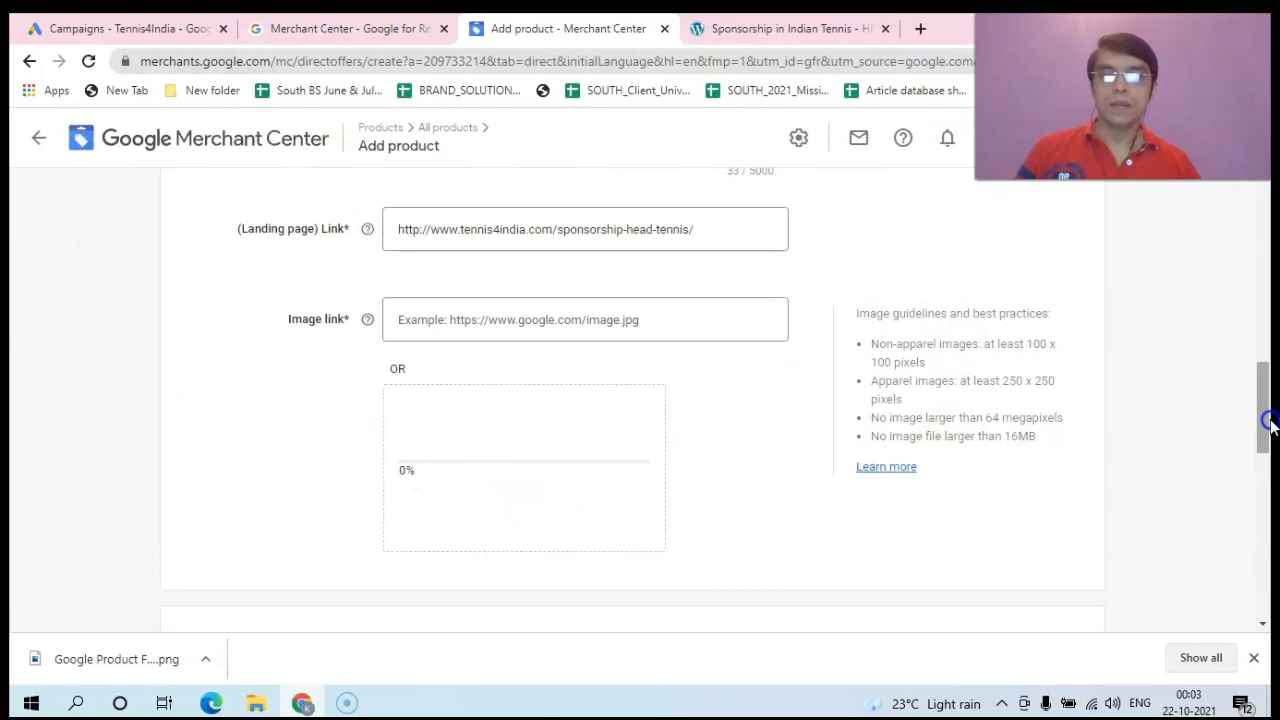 Campaigns - Tennis4India - Goog
Merchant Center - Google for Re
Add product - Merchant Center
Sponsorship in Indian Tennis - H
merchants.google.com/mc/directoffers/create?a=209733214&tab=direct&initialLanguage&hl=en&fmp=1&utm_id=gfr&utm_source=google.com
Apps
New Tab
New folder
South BS June & Jul...
BRAND_SOLUTION...
SOUTH_Client_Univ...
SOUTH_2021_Missi...
Article database sh...
Google Merchant Center
Products
All products
Add product
33 / 5000
(Landing page) Link*
http://www.tennis4india.com/sponsorship-head-tennis/
Image link*
Example: https://www.google.com/image.jpg
OR
0%
Image guidelines and best practices:
• Non-apparel images: at least 100 x
100 pixels
• Apparel images: at least 250 x 250
pixels
• No image larger than 64 megapixels
• No image file larger than 16MB
Learn more
Google Product F....png
Show all
23°C Light rain
ENG
00:03
22-10-2021
12